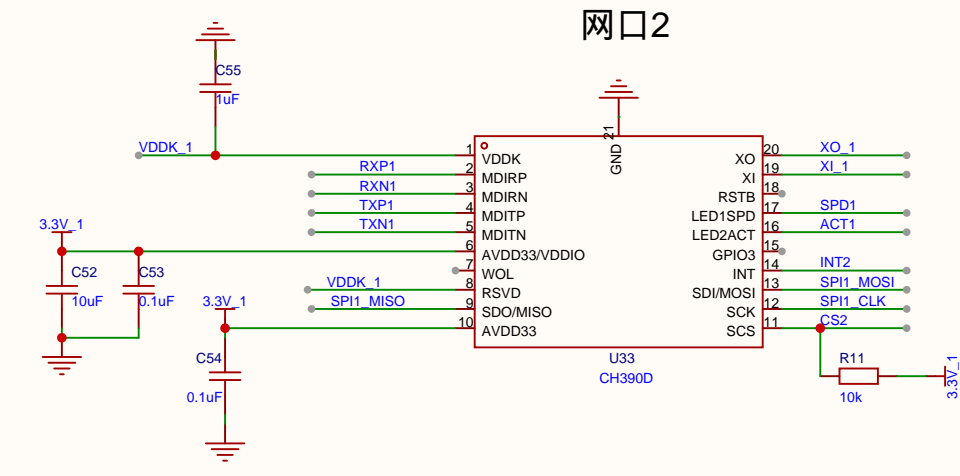 网口2
C55
1uF
VDDK_1
RXP1
RXN1
TXP1
TXN1
3.3V_1
C52
10uF
C53
0.1uF
VDDK_1
SPI1_MISO
3.3V_1
C54
0.1uF
GND 21
1 VDDK
2 MDIRP
3 MDIRN
4 MDITP
5 MDITN
6 AVDD33/VDDIO
7 WOL
8 RSVD
9 SDO/MISO
10 AVDD33
XO 20 XO_1
XI 19 XI_1
RSTB 18
LED1SPD 17 SPD1
LED2ACT 16 ACT1
GPIO3 15
INT 14 INT2
SDI/MOSI 13 SPI1_MOSI
SCK 12 SPI1_CLK
SCS 11 CS2
U33
CH390D
R11
10k
3.3V_1